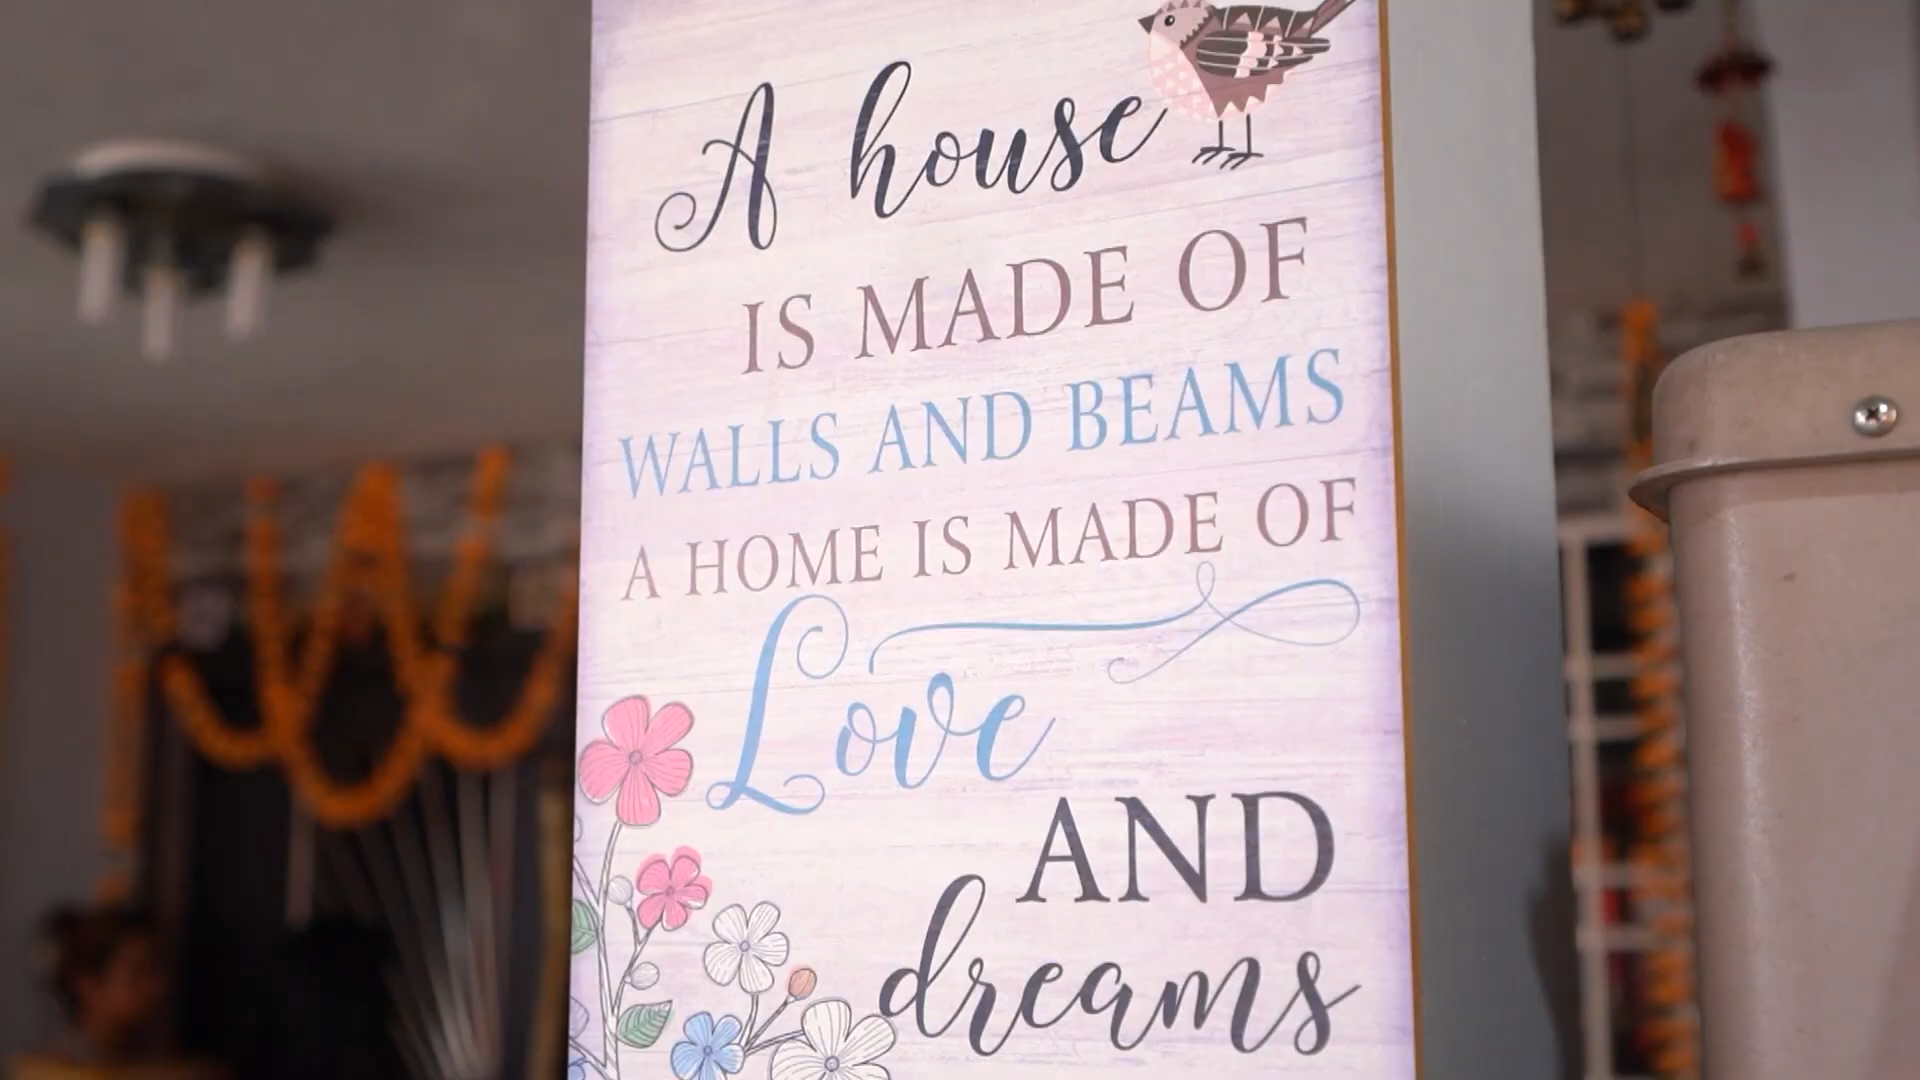 A house
IS MADE OF
WALLS AND BEAMS
A HOME IS MADE OF
Love
AND
dreams